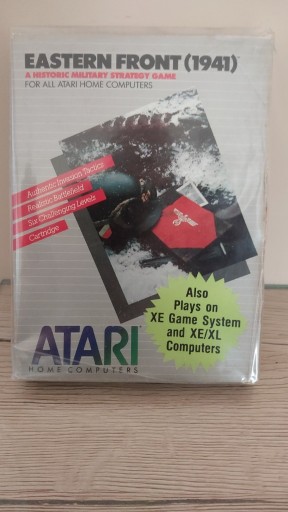 EASTERN FRONT (1941)
A HISTORIC MILITARY STRATEGY GAME
FOR ALL ATARI HOME COMPUTERS
Authentic Invasion Tactics
Realistic Battlefield
Six Challenging Levels
Cartridge
Also
Plays on
XE Game System
and XE/XL
Computers
ATARI
HOME COMPUTERS